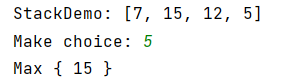 StackDemo: [7, 15, 12, 5]
Make choice: 5
Max { 15 }